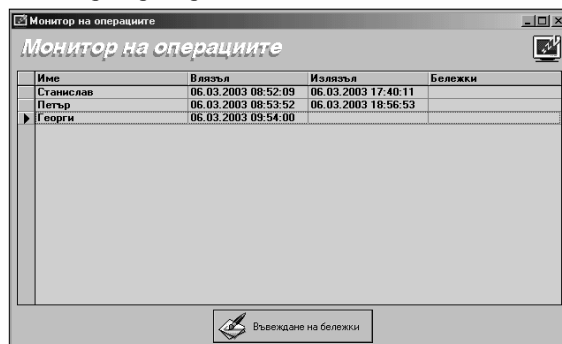 Монитор на операциите
Монитор на операциите
Име Влязъл Излязъл Бележки
Станислав 06.03.2003 08:52:09 06.03.2003 17:40:11
Петър 06.03.2003 08:53:52 06.03.2003 18:56:53
Георги 06.03.2003 09:54:00
Въвеждане на бележки